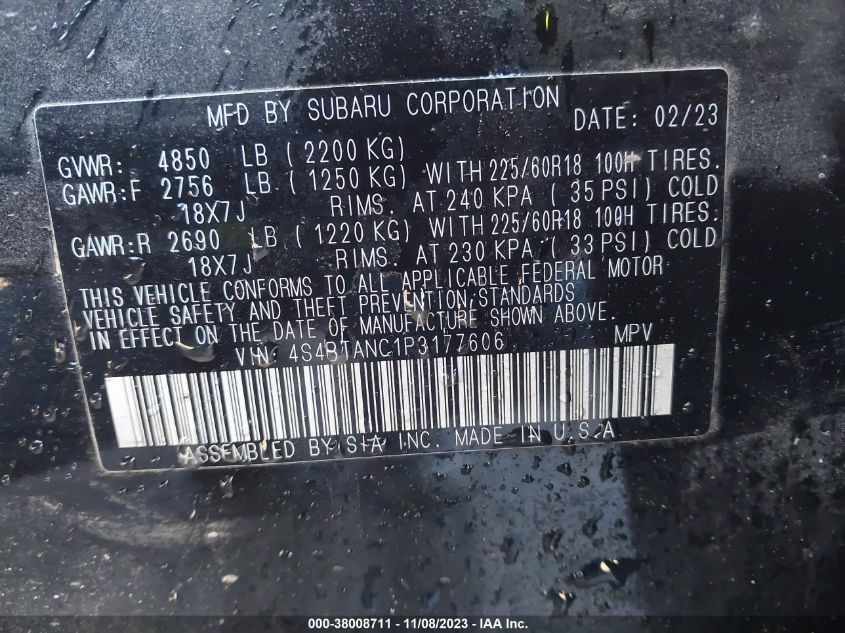 MFD BY SUBARU CORPORATION DATE: 02/23
GVWR: 4850 LB ( 2200 KG)
GAWR:F 2756 LB ( 1250 KG) WITH 225/60R18 100H TIRES.
18X7J RIMS. AT 240 KPA ( 35 PSI) COLD
GAWR:R 2690 LB ( 1220 KG) WITH 225/60R18 100H TIRES.
18X7J RIMS. AT 230 KPA ( 33 PSI) COLD
THIS VEHICLE CONFORMS TO ALL APPLICABLE FEDERAL MOTOR
VEHICLE SAFETY AND THEFT PREVENTION STANDARDS
IN EFFECT ON THE DATE OF MANUFACTURE SHOWN ABOVE.
VIN: 4S4BTANC1P3177606 MPV
ASSEMBLED BY SIA INC. MADE IN U.S.A
000-38008711 - 11/08/2023 - IAA Inc.